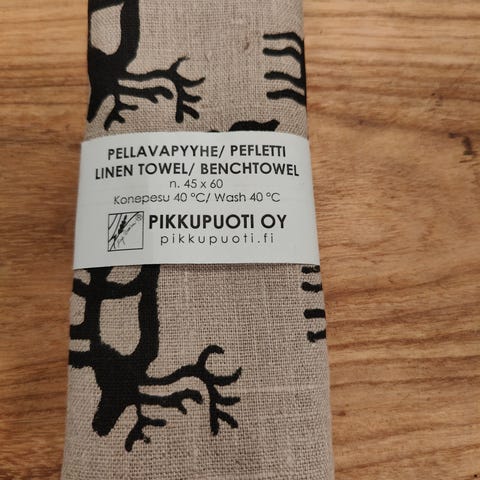 PELLAVAPYYHE/ PEFLETTI
LINEN TOWEL/ BENCHTOWEL
n. 45 x 60
Konepesu 40 °C/ Wash 40 °C
PIKKUPUOTI OY
pikkupuoti.fi